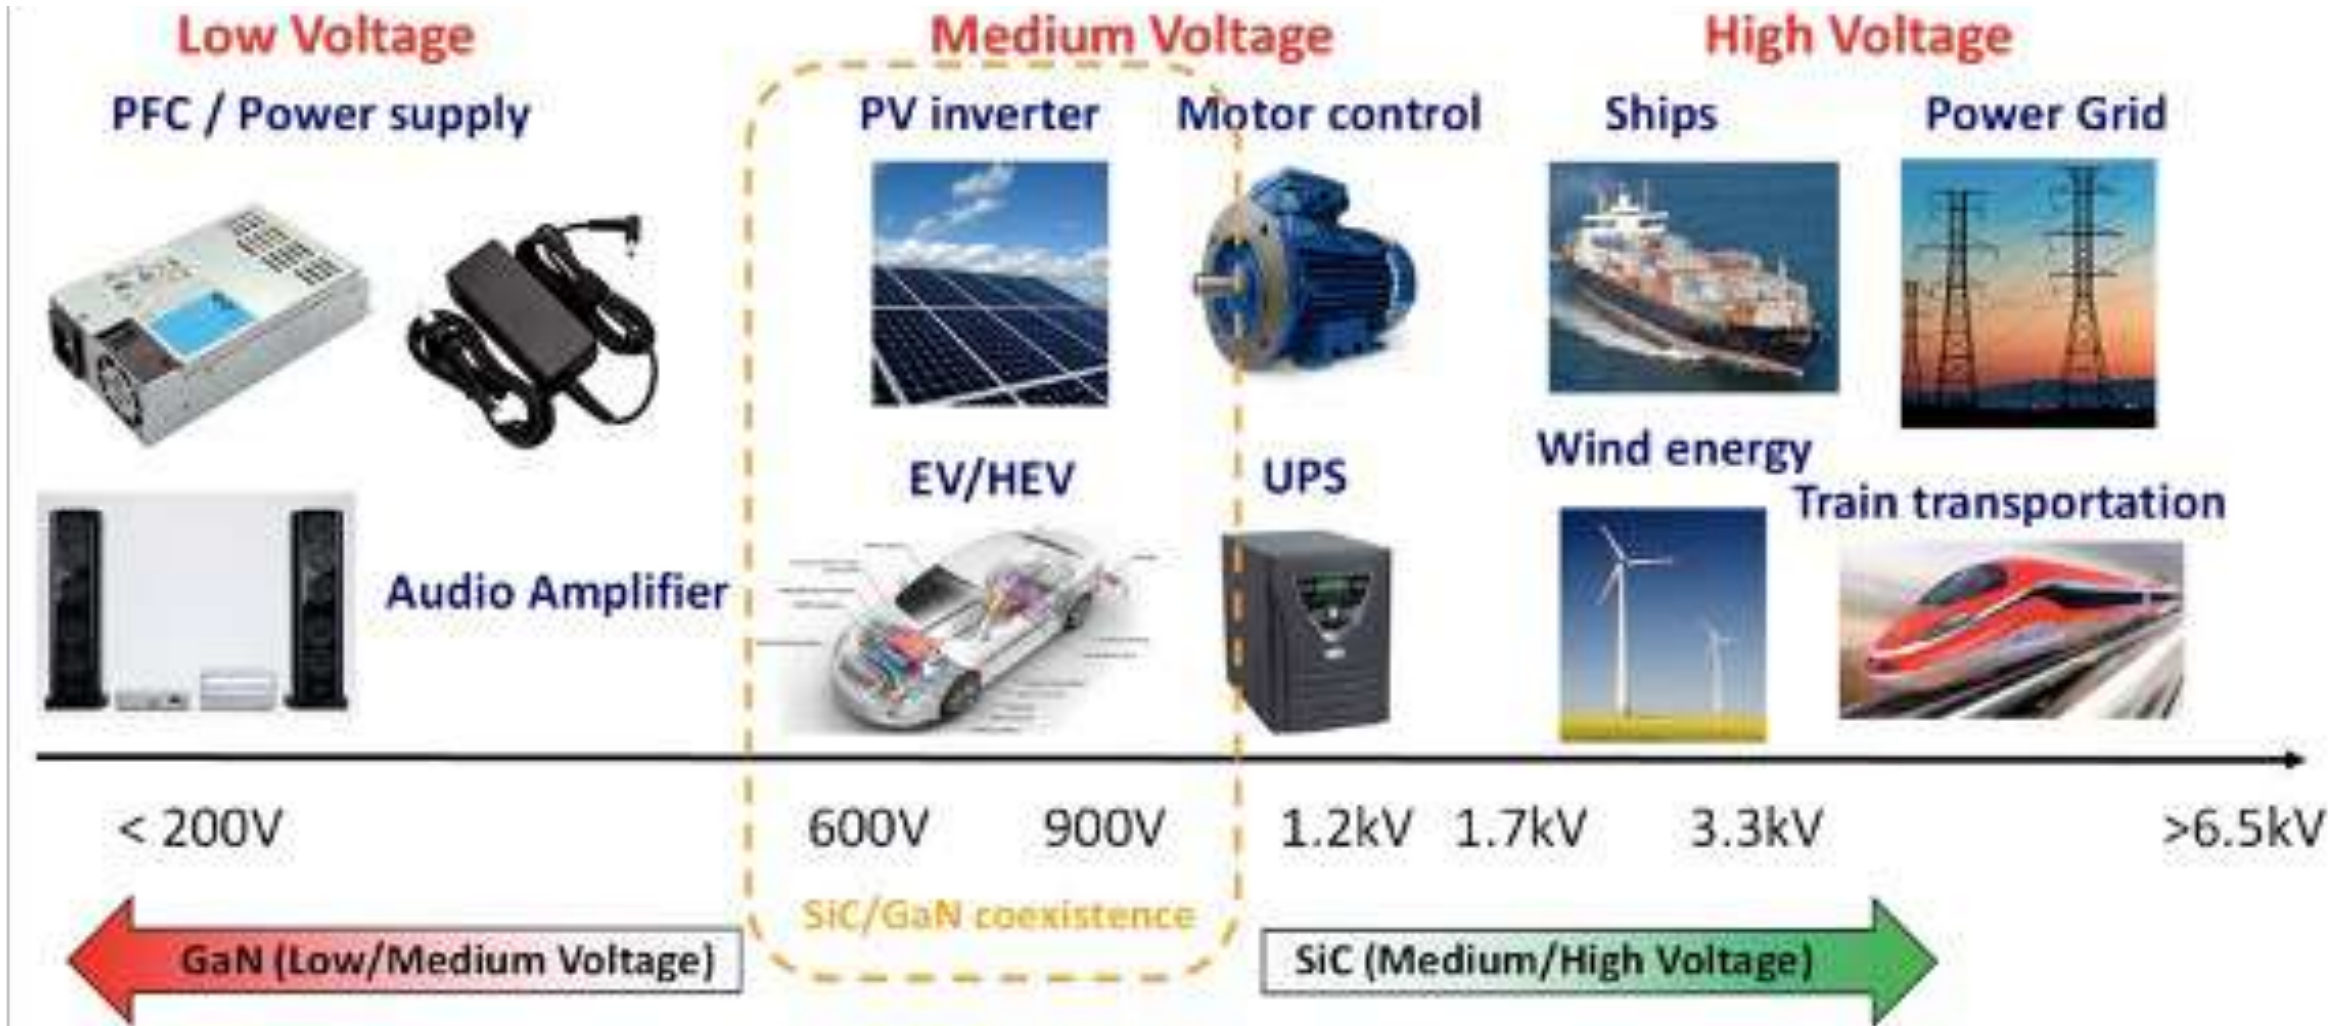 Low Voltage
Medium Voltage
High Voltage
PFC / Power supply
PV inverter
Motor control
Ships
Power Grid
EV/HEV
UPS
Wind energy
Train transportation
Audio Amplifier
< 200V
600V
900V
1.2kV
1.7kV
3.3kV
>6.5kV
SiC/GaN coexistence
GaN (Low/Medium Voltage)
SiC (Medium/High Voltage)